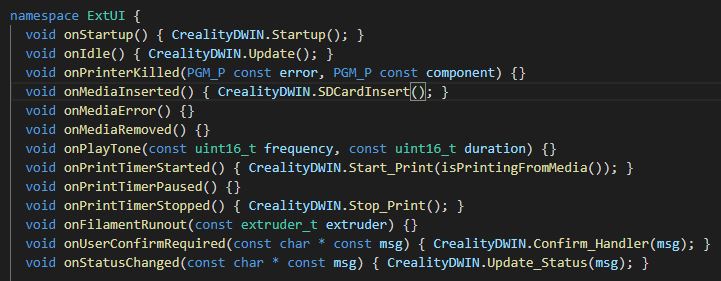 namespace ExtUI {
void onStartup() { CrealityDWIN.Startup(); }
void onIdle() { CrealityDWIN.Update(); }
void onPrinterKilled(PGM_P const error, PGM_P const component) {}
void onMediaInserted() { CrealityDWIN.SDCardInsert(); }
void onMediaError() {}
void onMediaRemoved() {}
void onPlayTone(const uint16_t frequency, const uint16_t duration) {}
void onPrintTimerStarted() { CrealityDWIN.Start_Print(isPrintingFromMedia()); }
void onPrintTimerPaused() {}
void onPrintTimerStopped() { CrealityDWIN.Stop_Print(); }
void onFilamentRunout(const extruder_t extruder) {}
void onUserConfirmRequired(const char * const msg) { CrealityDWIN.Confirm_Handler(msg); }
void onStatusChanged(const char * const msg) { CrealityDWIN.Update_Status(msg); }